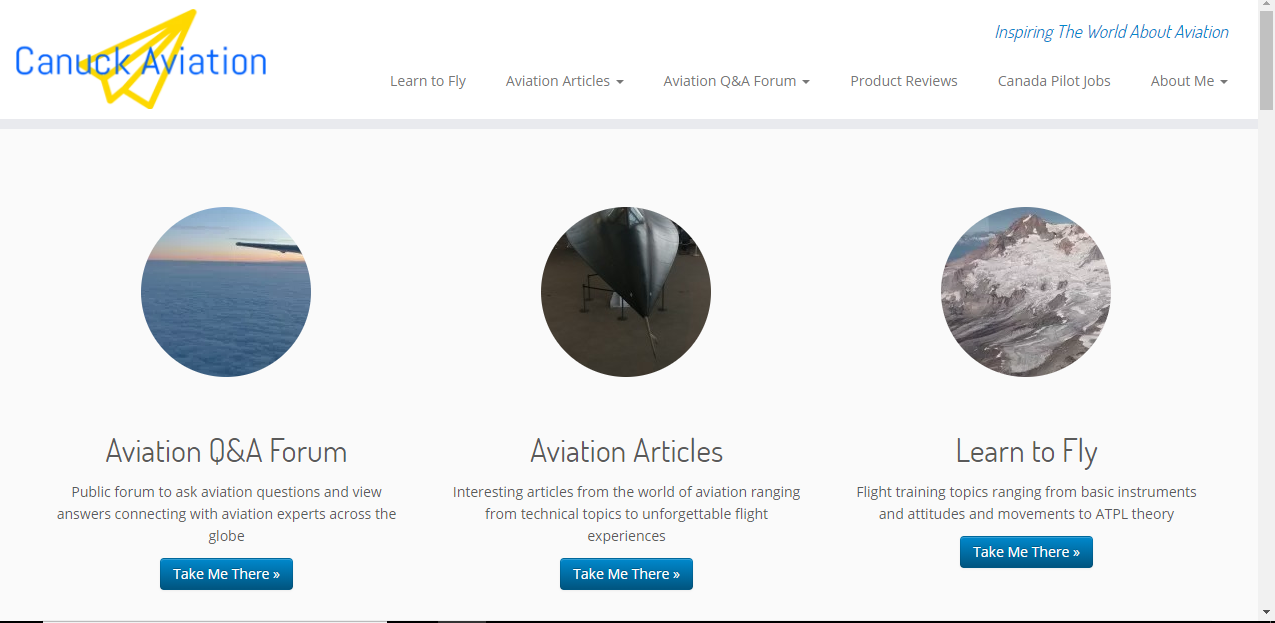 Canuck Aviation
Inspiring The World About Aviation
Learn to Fly Aviation Articles Aviation Q&A Forum Product Reviews Canada Pilot Jobs About Me
Aviation Q&A Forum
Public forum to ask aviation questions and view
answers connecting with aviation experts across the
globe
Take Me There »
Aviation Articles
Interesting articles from the world of aviation ranging
from technical topics to unforgettable flight
experiences
Take Me There »
Learn to Fly
Flight training topics ranging from basic instruments
and attitudes and movements to ATPL theory
Take Me There »